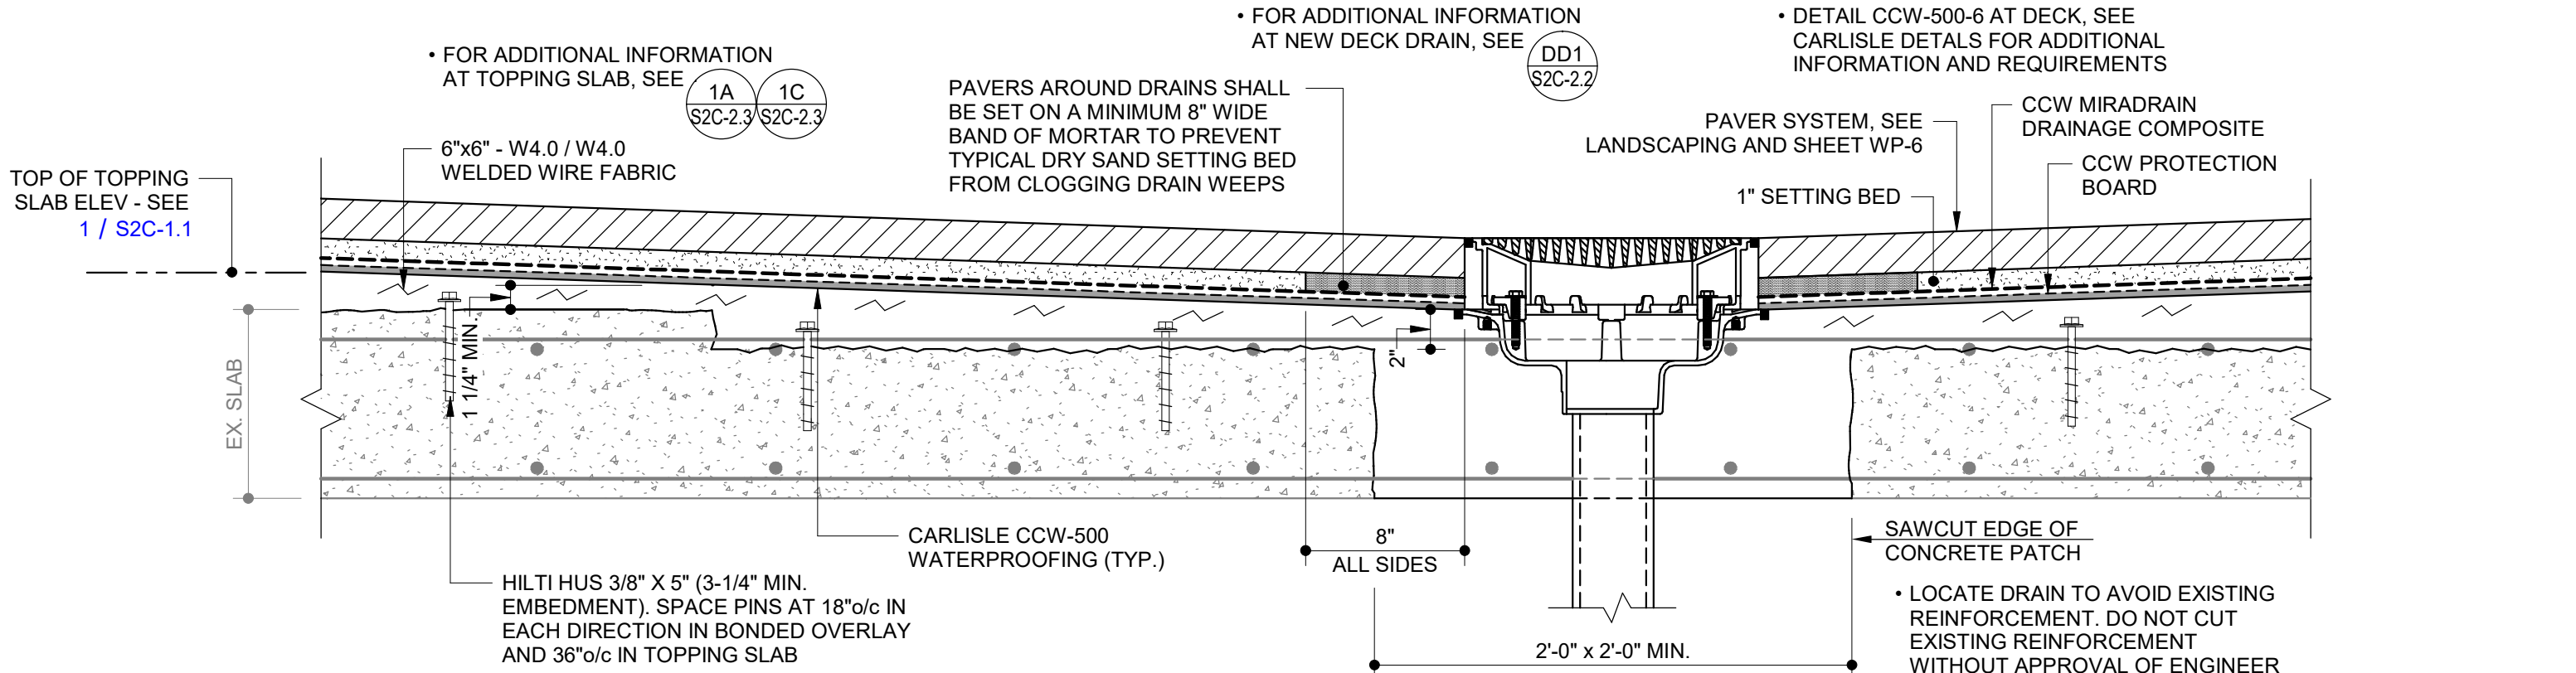 • FOR ADDITIONAL INFORMATION
AT TOPPING SLAB, SEE
1A
S2C-2.3
1C
S2C-2.3
• FOR ADDITIONAL INFORMATION
AT NEW DECK DRAIN, SEE
DD1
S2C-2.2
• DETAIL CCW-500-6 AT DECK, SEE
CARLISLE DETALS FOR ADDITIONAL
INFORMATION AND REQUIREMENTS
PAVERS AROUND DRAINS SHALL
BE SET ON A MINIMUM 8" WIDE
BAND OF MORTAR TO PREVENT
TYPICAL DRY SAND SETTING BED
FROM CLOGGING DRAIN WEEPS
CCW MIRADRAIN
DRAINAGE COMPOSITE
PAVER SYSTEM, SEE
LANDSCAPING AND SHEET WP-6
6"x6" - W4.0 / W4.0
WELDED WIRE FABRIC
CCW PROTECTION
BOARD
TOP OF TOPPING
SLAB ELEV - SEE
1 / S2C-1.1
1" SETTING BED
EX. SLAB
1 1/4" MIN.
2"
CARLISLE CCW-500
WATERPROOFING (TYP.)
8"
ALL SIDES
SAWCUT EDGE OF
CONCRETE PATCH
HILTI HUS 3/8" X 5" (3-1/4" MIN.
EMBEDMENT). SPACE PINS AT 18"o/c IN
EACH DIRECTION IN BONDED OVERLAY
AND 36"o/c IN TOPPING SLAB
2'-0" x 2'-0" MIN.
• LOCATE DRAIN TO AVOID EXISTING
REINFORCEMENT. DO NOT CUT
EXISTING REINFORCEMENT
WITHOUT APPROVAL OF ENGINEER